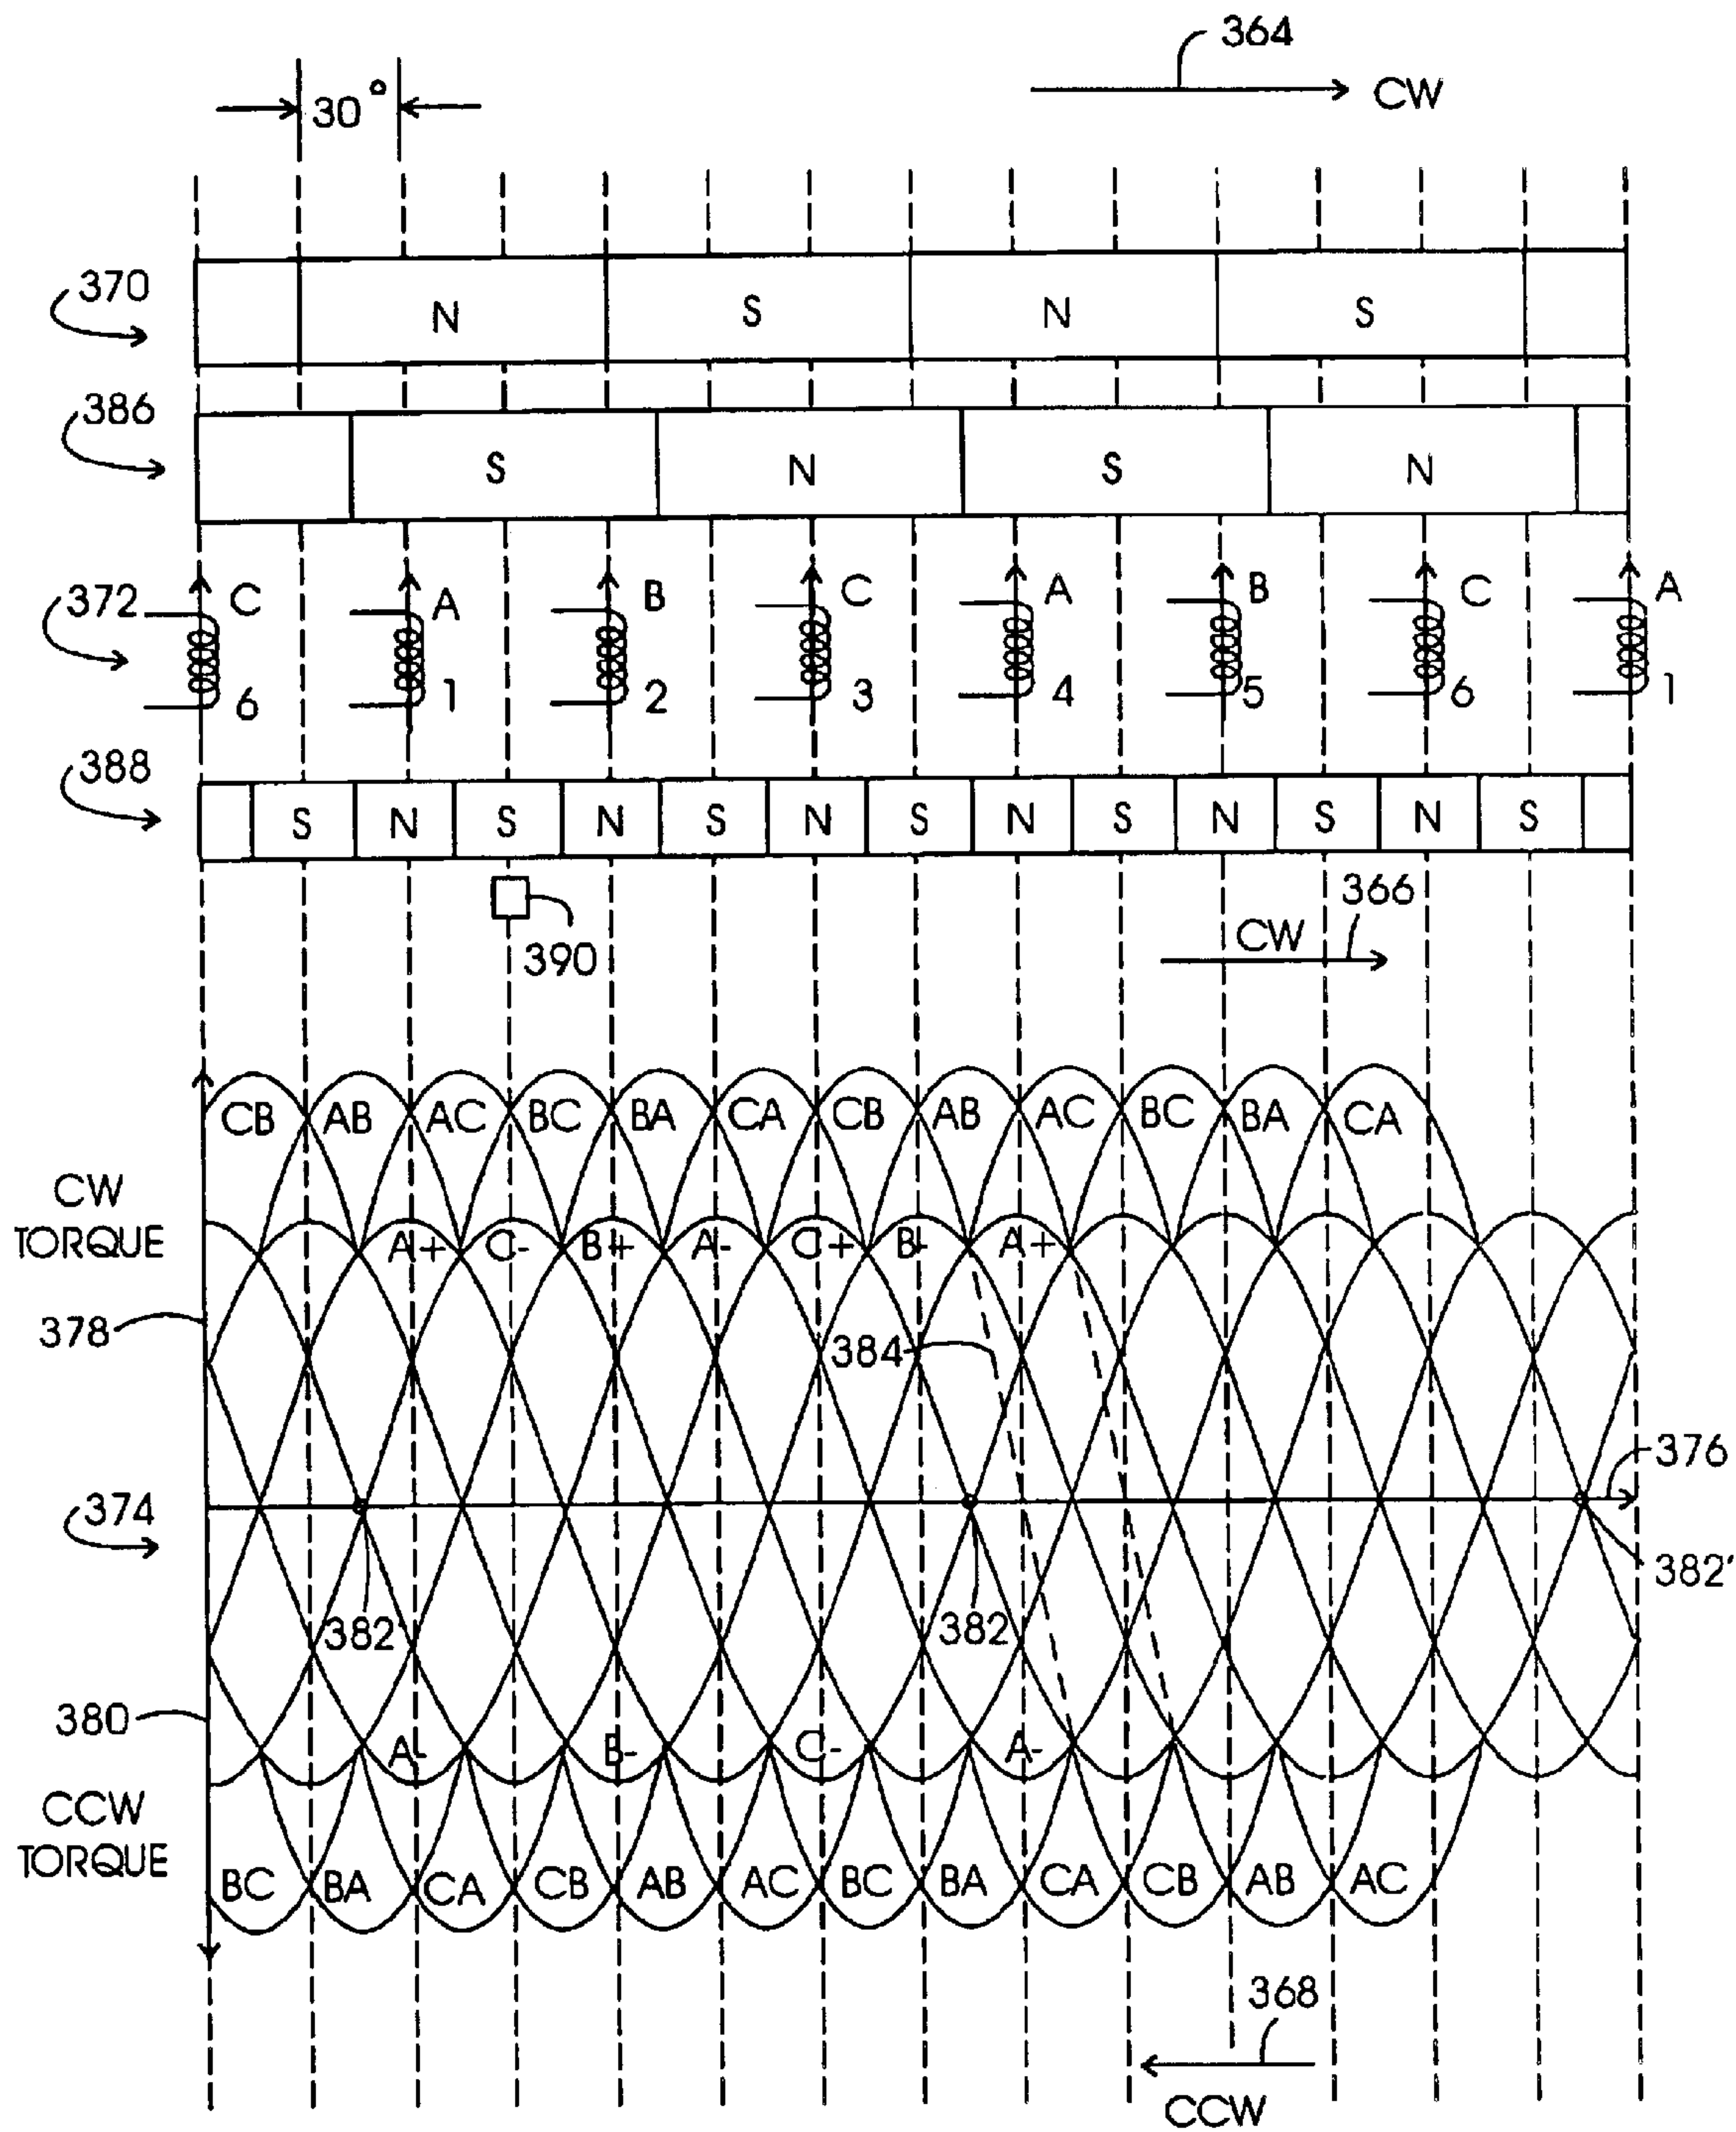 364
30°
CW
370
N S N S
386
S N S N
372
C A B C A B C A
6 1 2 3 4 5 6 1
388
S N S N S N S N S N S N S
390
366
CW
CB AB AC BC BA CA CB AB AC BC BA CA
CW
TORQUE
A+ C- B+ A- C+ B- A+
378
384
376
374
382'
382 382
380
A- B- C- A-
CCW
TORQUE
BC BA CA CB AB AC BC BA CA CB AB AC
368
CCW